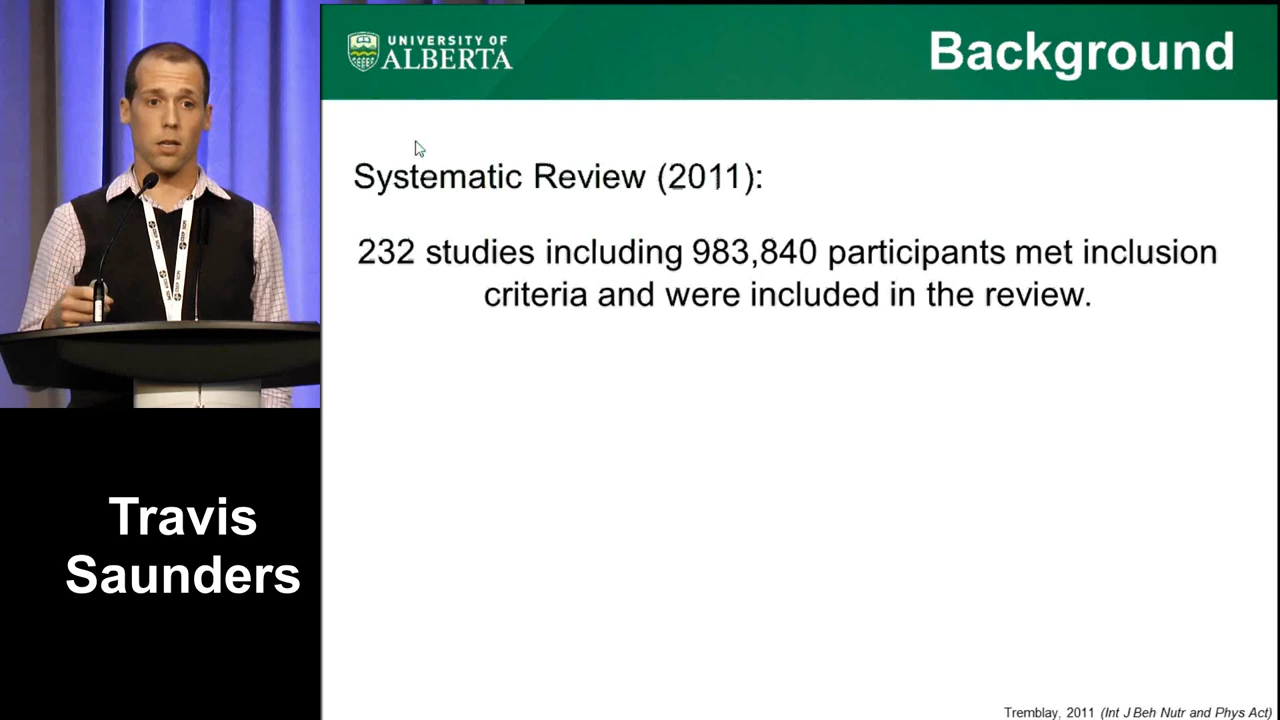 UNIVERSITY OF
ALBERTA
Background
Systematic Review (2011):
232 studies including 983,840 participants met inclusion
criteria and were included in the review.
Travis
Saunders
Tremblay, 2011 (Int J Beh Nutr and Phys Act)